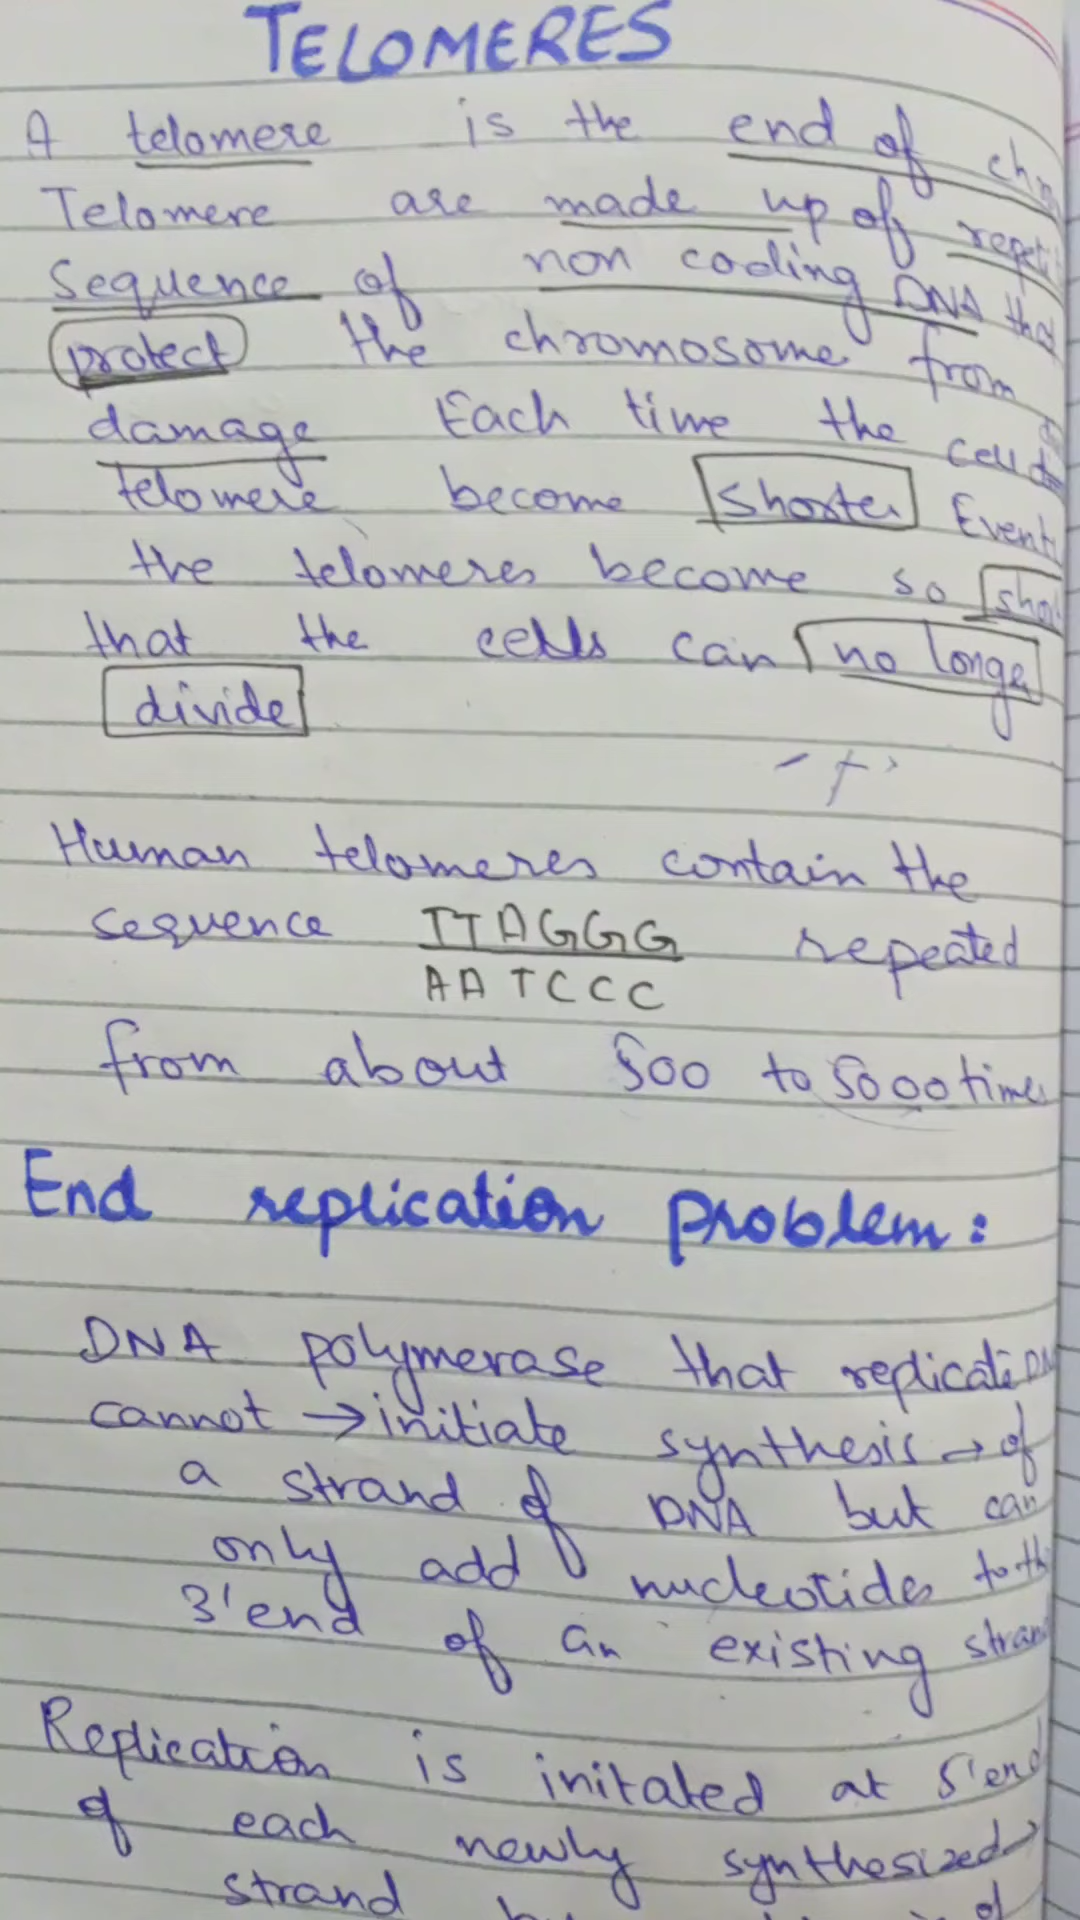 TELOMERES
A telomere is the end of
Telomere are made up of
Sequence of non coding DNA
protect the chromosome from
damage Each time the cell
telomere become shorter
the telomeres become so
that the cells can no longer
divide
Human telomeres contain the
sequence TTAGGG repeated
AATCCC
from about 500 to 5000 times
End replication problem:
DNA polymerase that replicate
cannot → initiate synthesis → of
a strand of DNA but can
only add nucleotides to
3'end of an existing
Replication is initated at 5'end
of each newly synthesized
strand